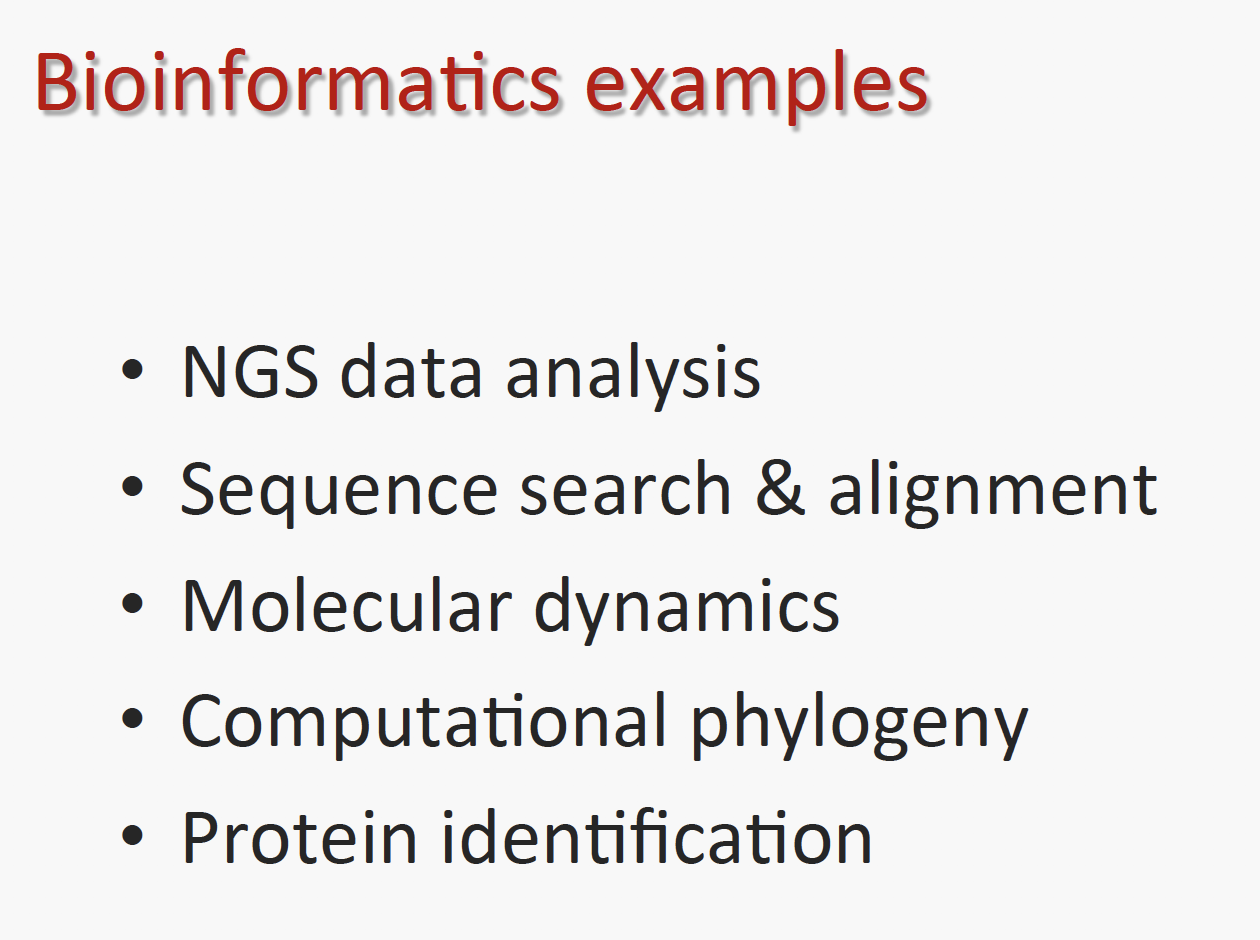 Bioinformatics examples
• NGS data analysis
• Sequence search & alignment
• Molecular dynamics
• Computational phylogeny
• Protein identification